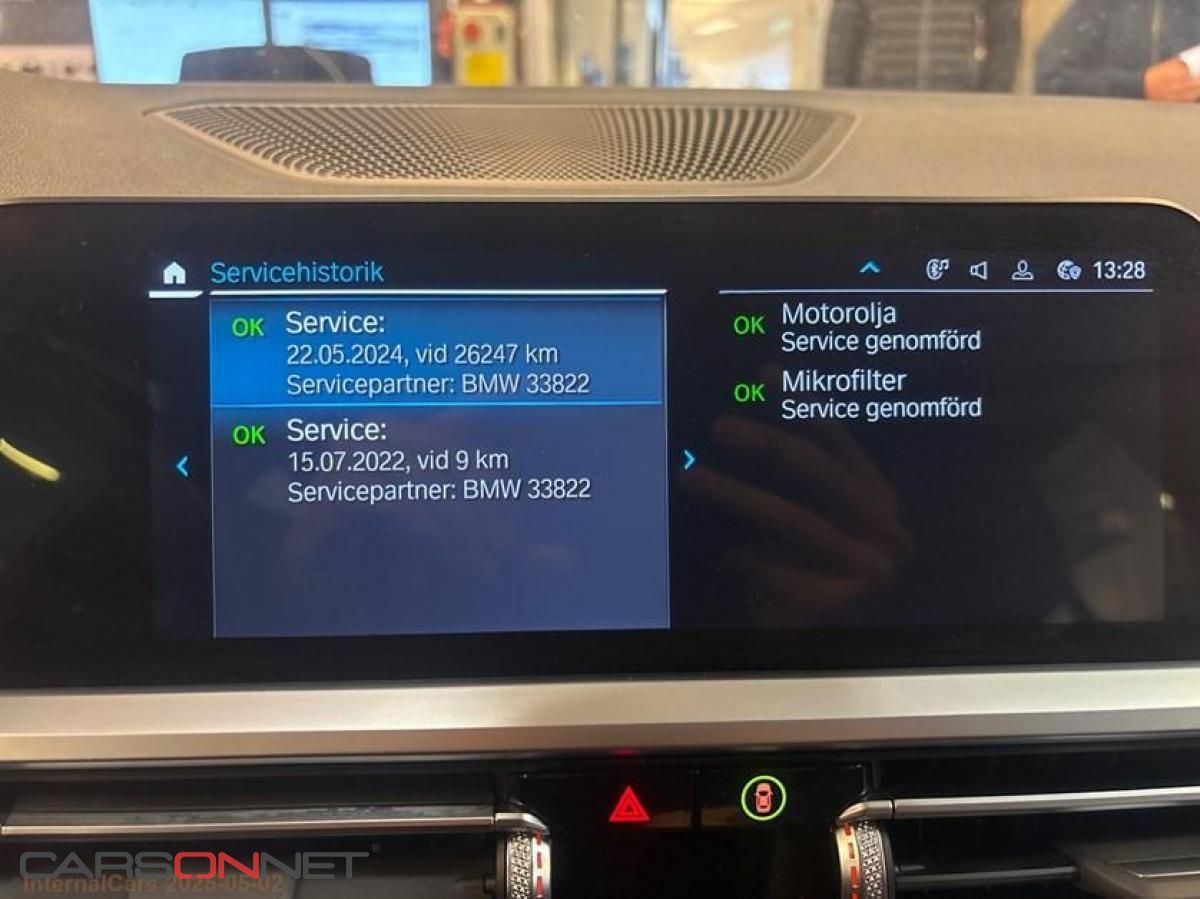 Servicehistorik
13:28
OK Service:
22.05.2024, vid 26247 km
Servicepartner: BMW 33822
OK Service:
15.07.2022, vid 9 km
Servicepartner: BMW 33822
OK Motorolja
Service genomförd
OK Mikrofilter
Service genomförd
CARSONNET®
InternalCars 2025-05-02